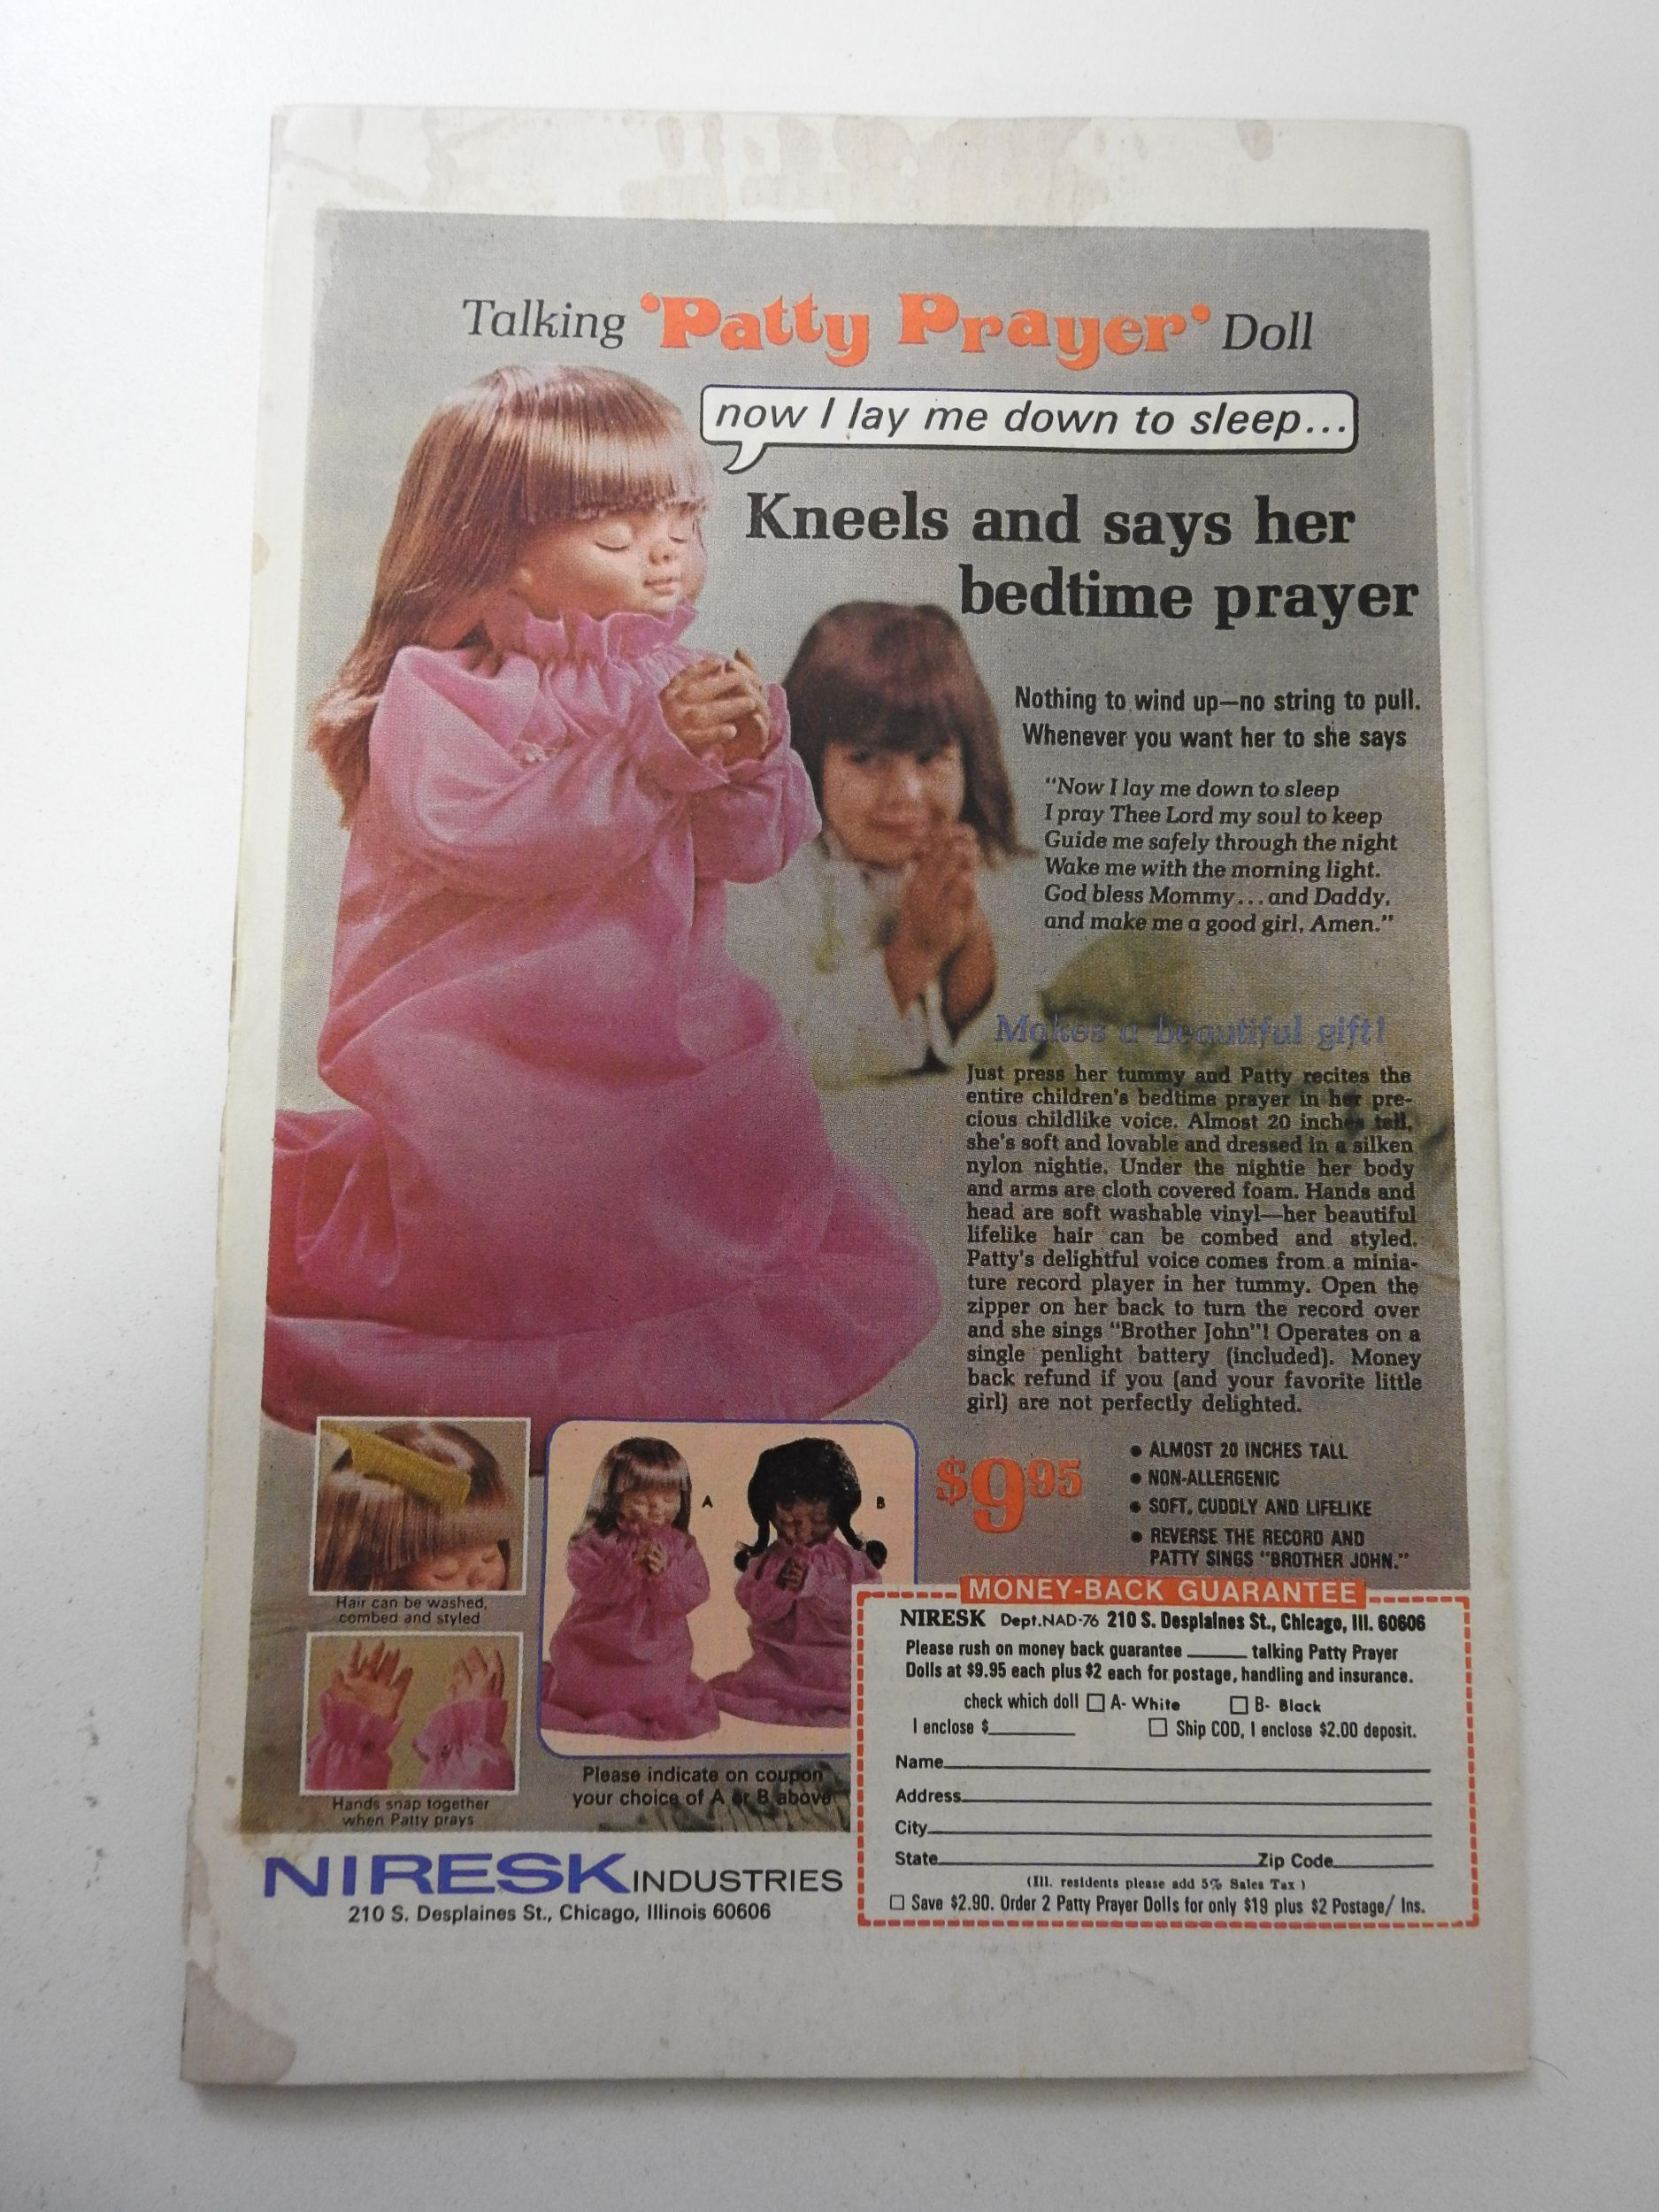 Talking 'Patty Prayer' Doll
now I lay me down to sleep...
Kneels and says her
bedtime prayer
Nothing to wind up—no string to pull.
Whenever you want her to she says
"Now I lay me down to sleep
I pray Thee Lord my soul to keep
Guide me safely through the night
Wake me with the morning light.
God bless Mommy...and Daddy,
and make me a good girl, Amen."
Makes a beautiful gift!
Just press her tummy and Patty recites the
entire children's bedtime prayer in her pre-
cious childlike voice. Almost 20 inches tall,
she's soft and lovable and dressed in a silken
nylon nightie. Under the nightie her body
and arms are cloth covered foam. Hands and
head are soft washable vinyl—her beautiful
lifelike hair can be combed and styled.
Patty's delightful voice comes from a minia-
ture record player in her tummy. Open the
zipper on her back to turn the record over
and she sings "Brother John"! Operates on a
single penlight battery (included). Money
back refund if you (and your favorite little
girl) are not perfectly delighted.
$9.95
• ALMOST 20 INCHES TALL
• NON-ALLERGENIC
• SOFT, CUDDLY AND LIFELIKE
• REVERSE THE RECORD AND
PATTY SINGS "BROTHER JOHN."
Hair can be washed,
combed and styled
Hands snap together
when Patty prays
A
B
Please indicate on coupon
your choice of A or B above
MONEY-BACK GUARANTEE
NIRESK Dept.NAD-76 210 S. Desplaines St., Chicago, Ill. 60606
Please rush on money back guarantee ______ talking Patty Prayer
Dolls at $9.95 each plus $2 each for postage, handling and insurance.
check which doll □ A- White □ B- Black
I enclose $________ □ Ship COD, I enclose $2.00 deposit.
Name
Address
City
State Zip Code
(Ill. residents please add 5% Sales Tax)
□ Save $2.90. Order 2 Patty Prayer Dolls for only $19 plus $2 Postage/ Ins.
NIRESK INDUSTRIES
210 S. Desplaines St., Chicago, Illinois 60606